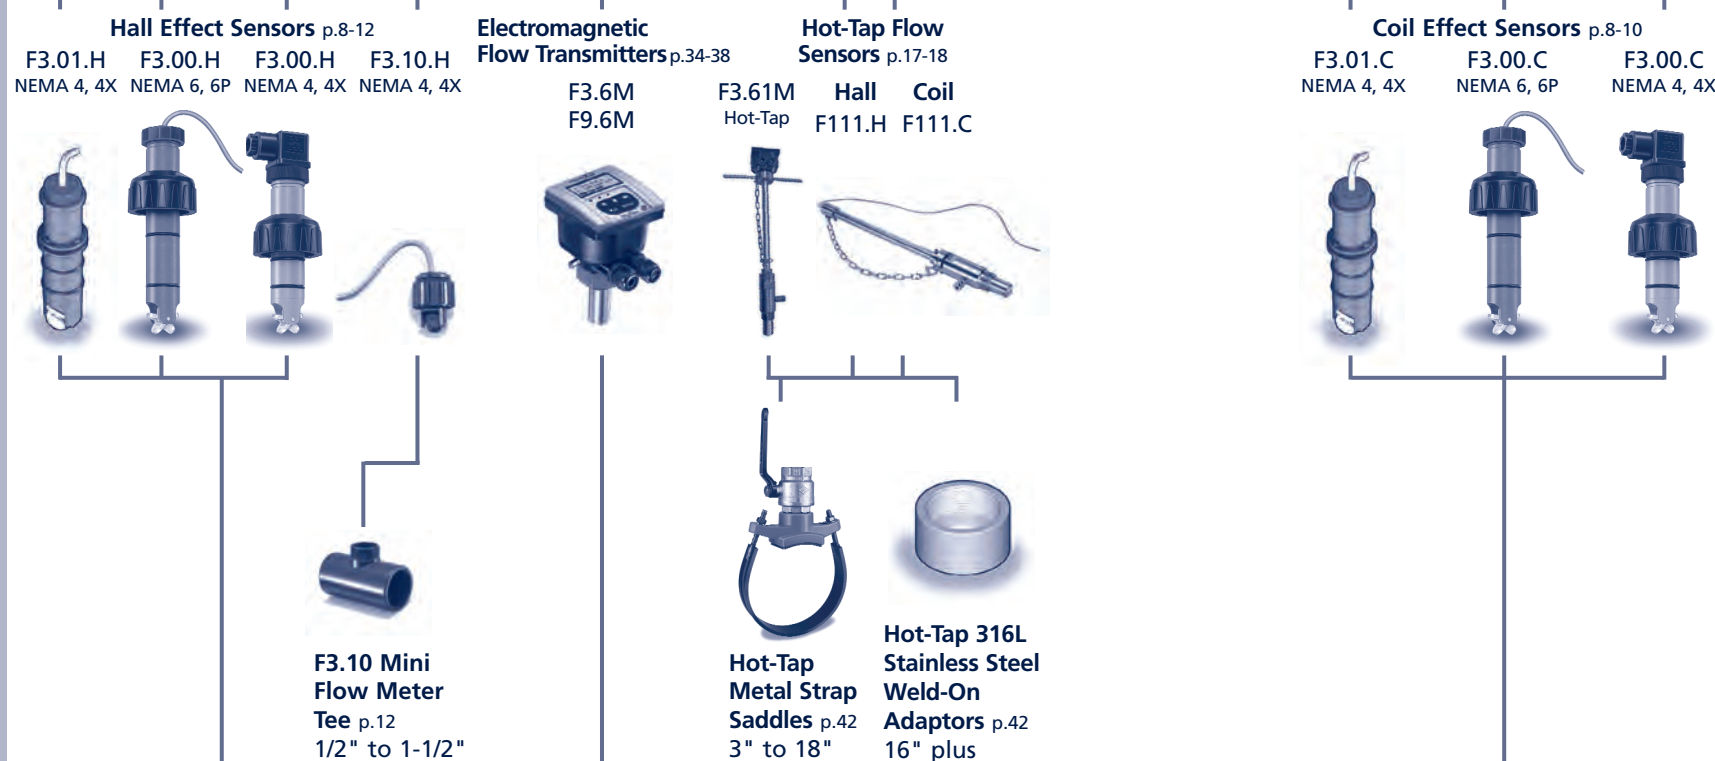 Hall Effect Sensors p.8-12
F3.01.H
NEMA 4, 4X
F3.00.H
NEMA 6, 6P
F3.00.H
NEMA 4, 4X
F3.10.H
NEMA 4, 4X
Electromagnetic
Flow Transmitters p.34-38
F3.6M
F9.6M
Hot-Tap Flow
Sensors p.17-18
F3.61M
Hot-Tap
Hall
F111.H
Coil
F111.C
Coil Effect Sensors p.8-10
F3.01.C
NEMA 4, 4X
F3.00.C
NEMA 6, 6P
F3.00.C
NEMA 4, 4X
F3.10 Mini
Flow Meter
Tee p.12
1/2" to 1-1/2"
Hot-Tap
Metal Strap
Saddles p.42
3" to 18"
Hot-Tap 316L
Stainless Steel
Weld-On
Adaptors p.42
16" plus